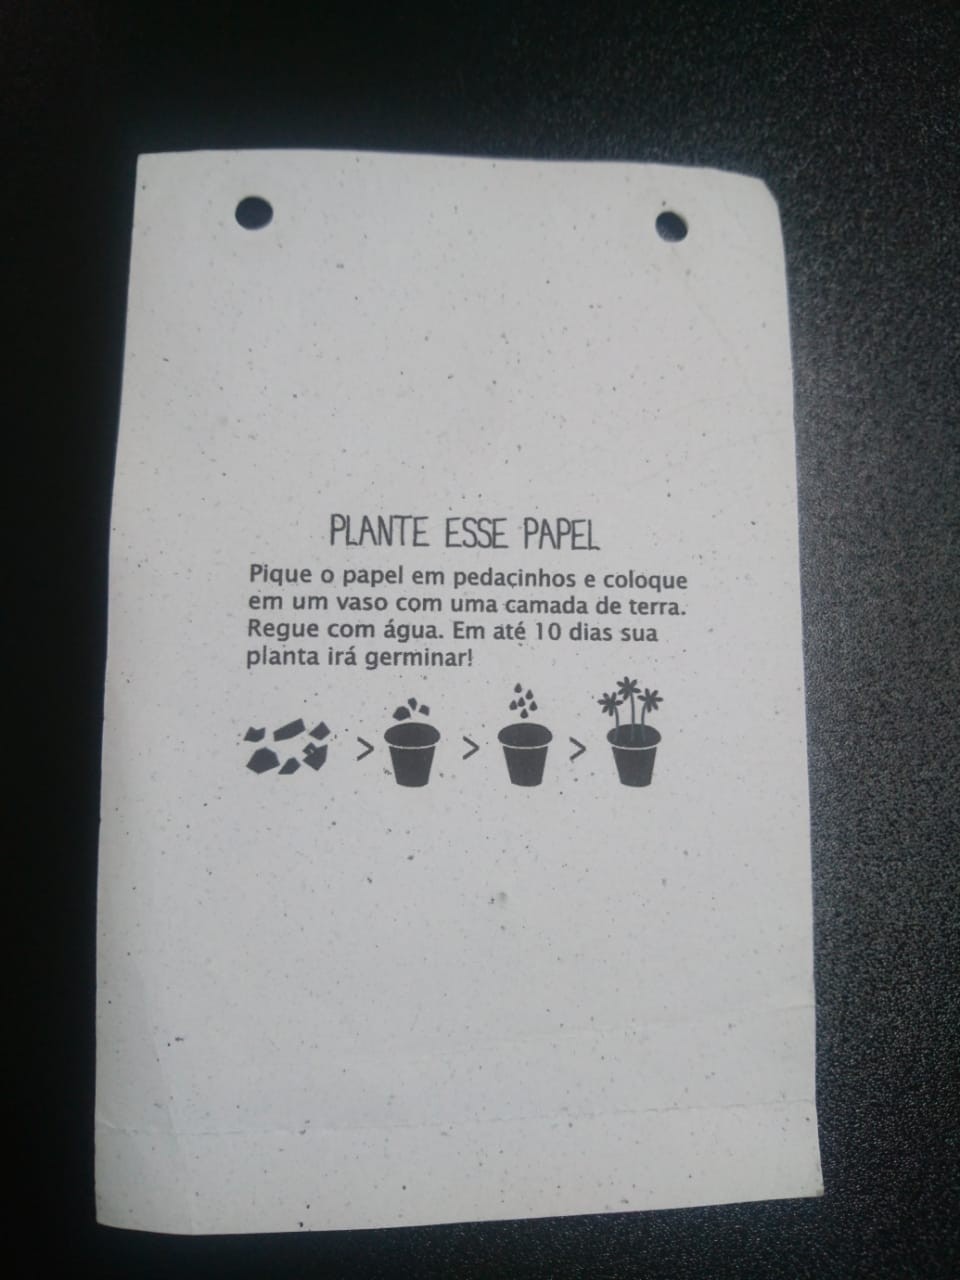 PLANTE ESSE PAPEL
Pique o papel em pedacinhos e coloque
em um vaso com uma camada de terra.
Regue com água. Em até 10 dias sua
planta irá germinar!
> > >